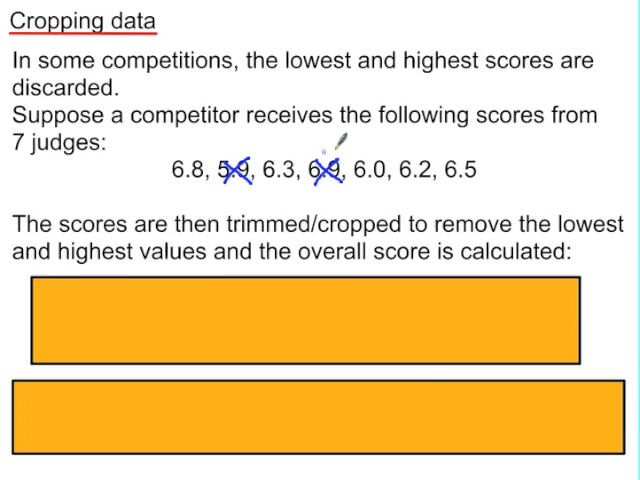 Cropping data
In some competitions, the lowest and highest scores are
discarded.
Suppose a competitor receives the following scores from
7 judges:
6.8, 5.9, 6.3, 6.9, 6.0, 6.2, 6.5
The scores are then trimmed/cropped to remove the lowest
and highest values and the overall score is calculated: